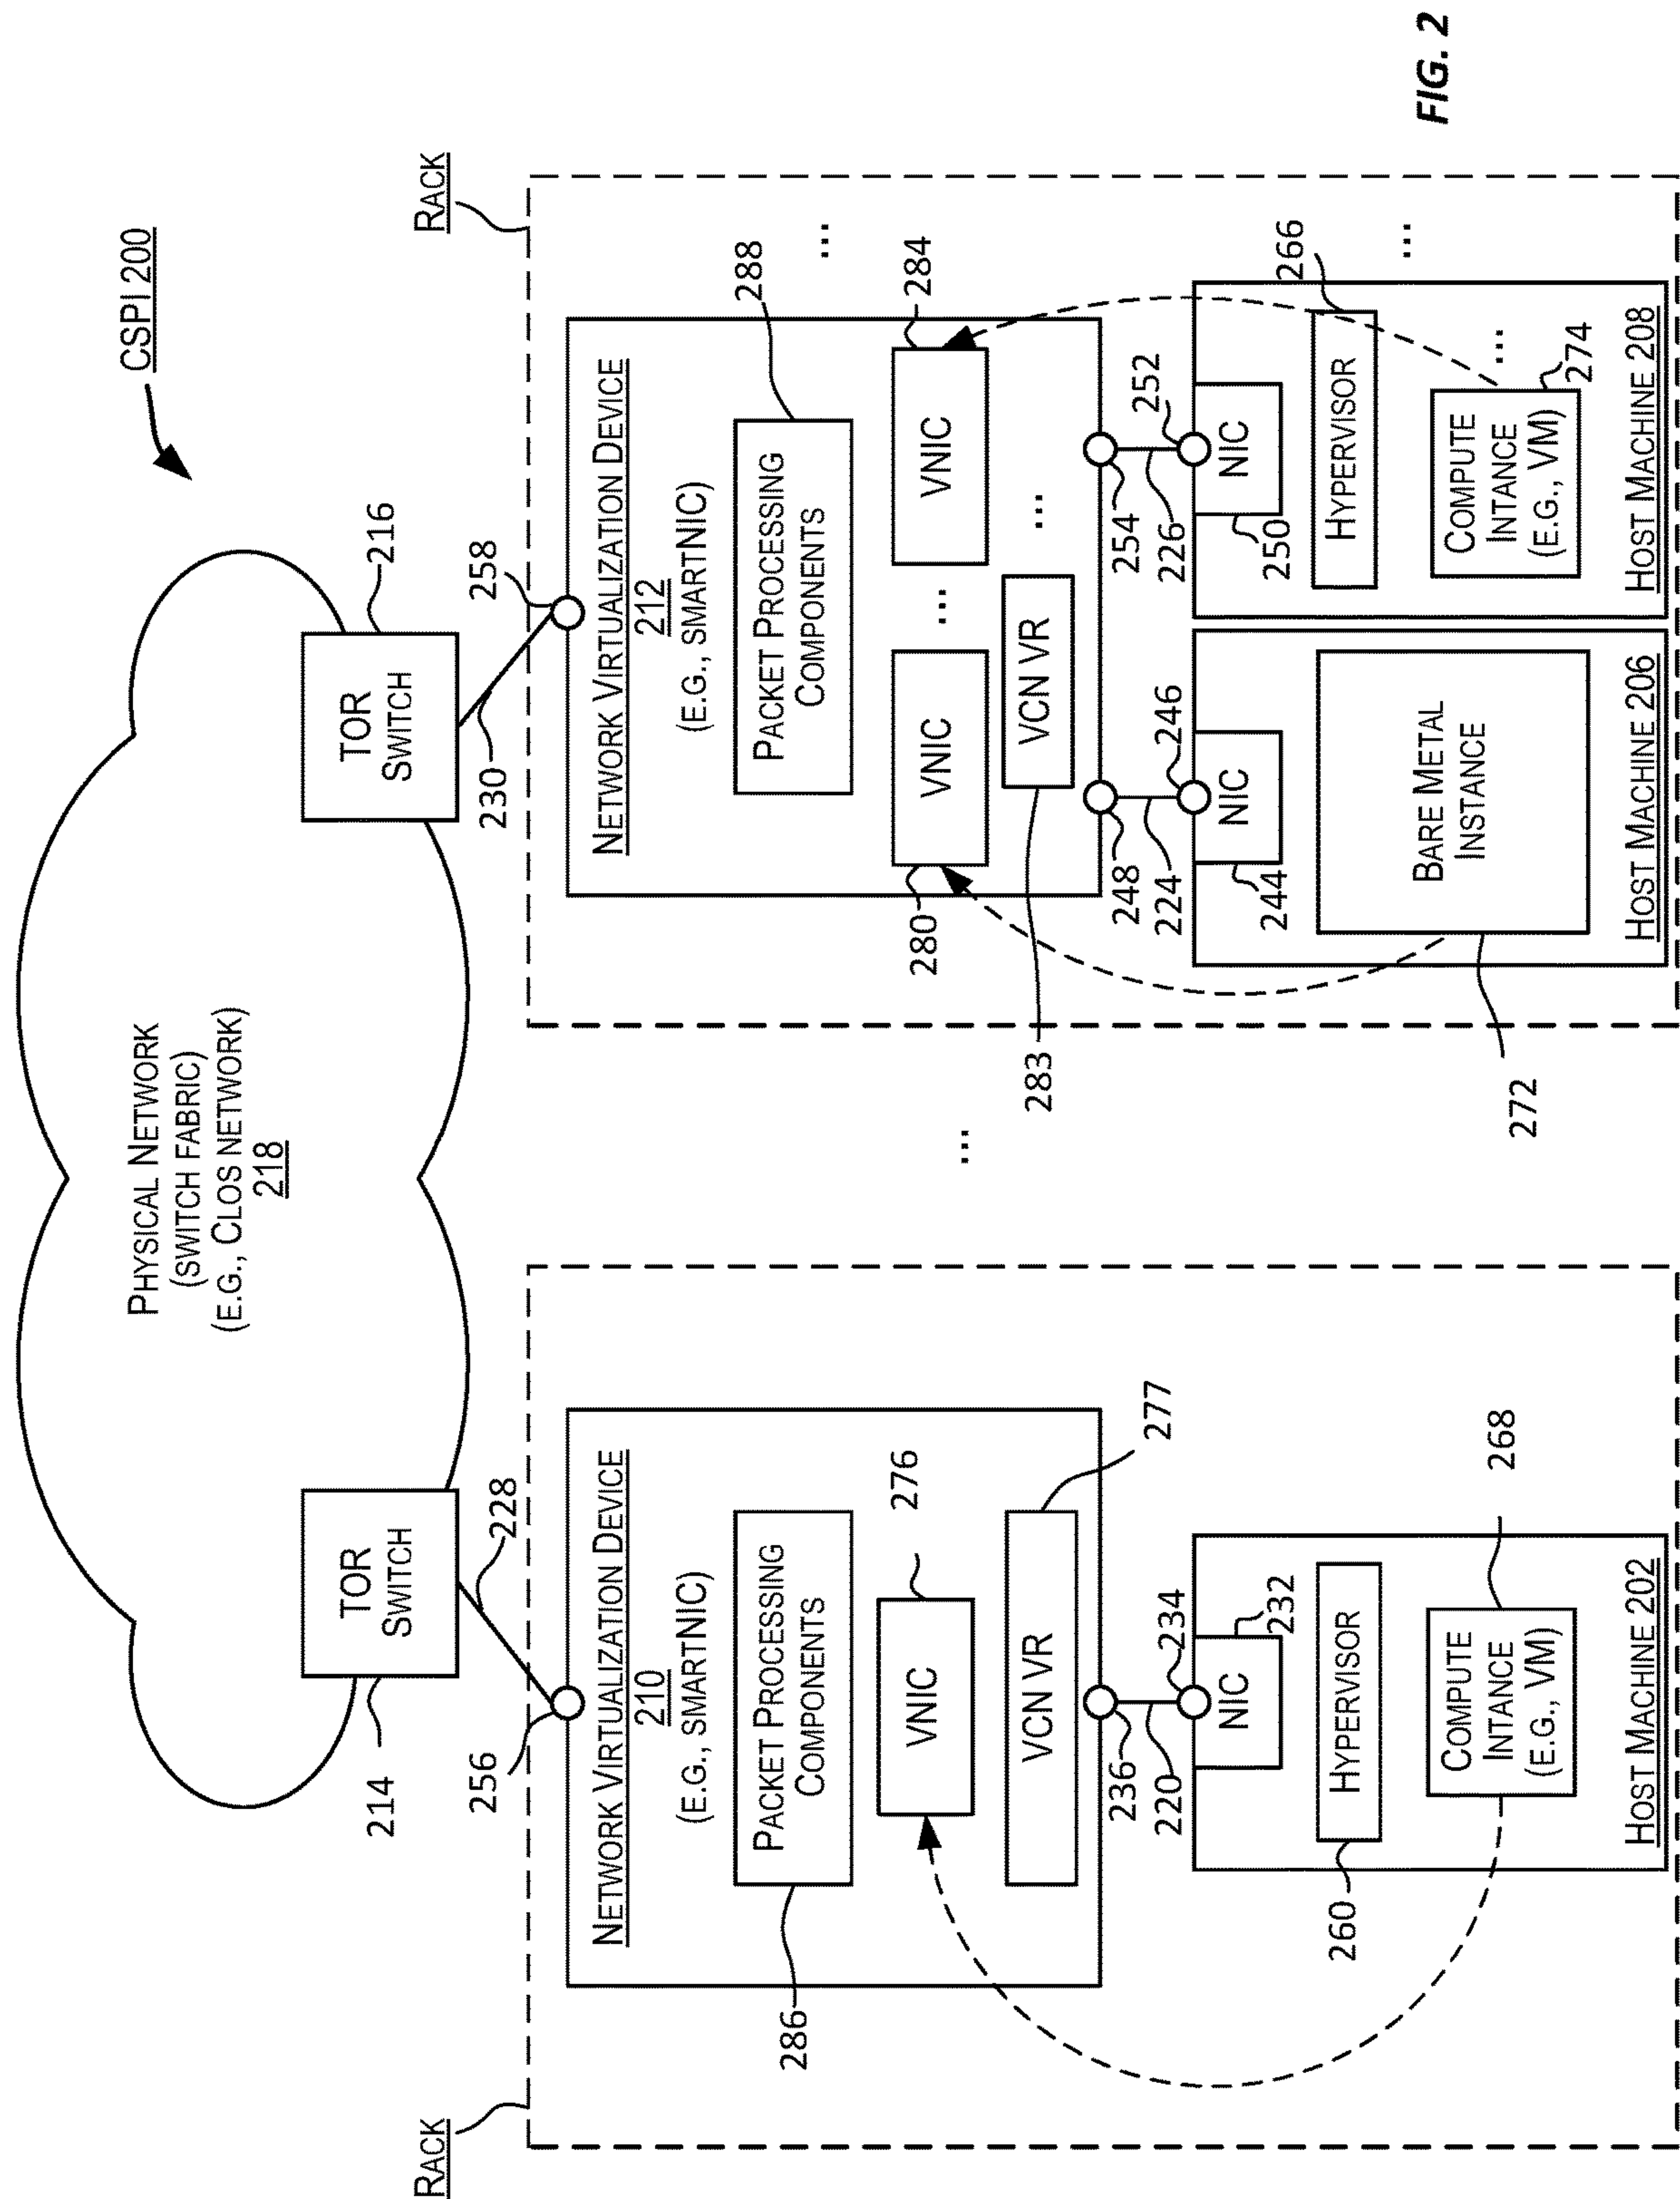 CSPI 200
PHYSICAL NETWORK
(SWITCH FABRIC)
(E.G., CLOS NETWORK)
218
TOR
SWITCH
214
TOR
SWITCH
216
228
230
256
258
RACK
RACK
NETWORK VIRTUALIZATION DEVICE
210
(E.G., SMARTNIC)
PACKET PROCESSING
COMPONENTS
286
VNIC
276
VCN VR
277
236
220
234
NIC
232
HYPERVISOR
260
COMPUTE
INTANCE
(E.G., VM)
268
HOST MACHINE 202
...
NETWORK VIRTUALIZATION DEVICE
212
(E.G., SMARTNIC)
PACKET PROCESSING
COMPONENTS
288
...
VNIC
280
...
VNIC
284
VCN VR
283
...
248
224
246
254
226
252
NIC
244
BARE METAL
INSTANCE
272
HOST MACHINE 206
NIC
250
HYPERVISOR
266
COMPUTE
INTANCE
(E.G., VM)
274
...
HOST MACHINE 208
...
FIG. 2